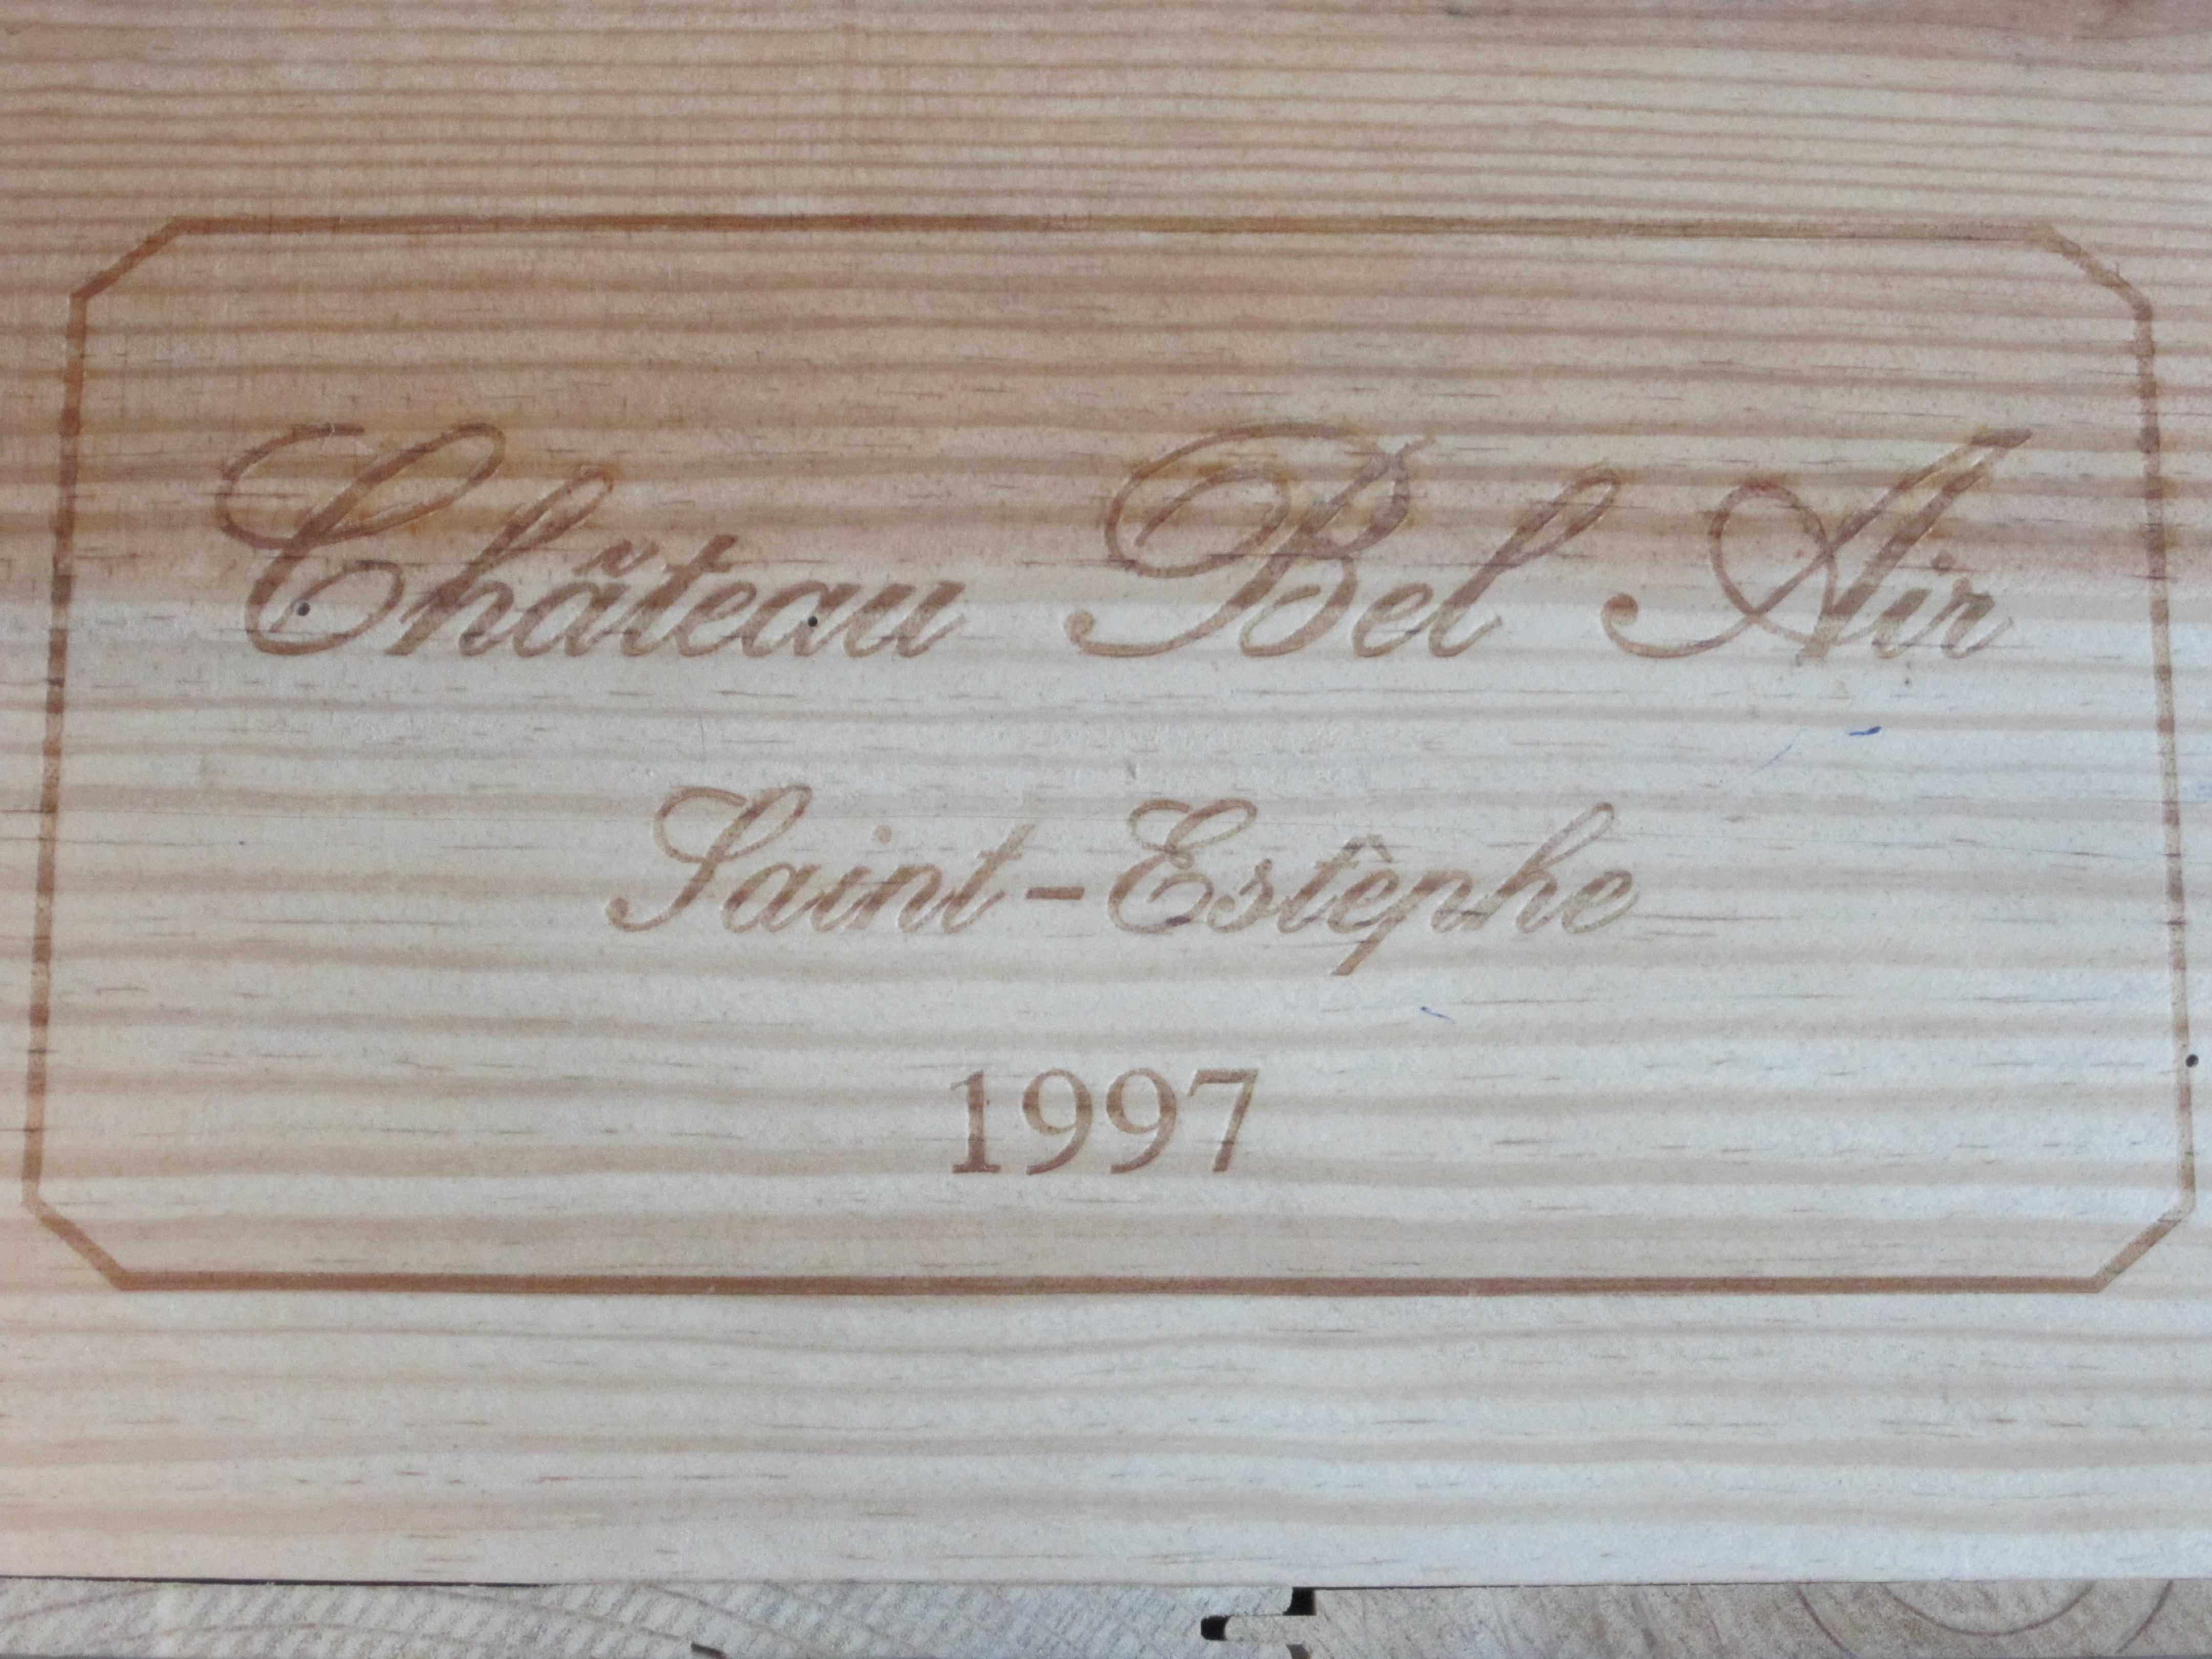 Château Bel Air
Saint-Estêphe
1997